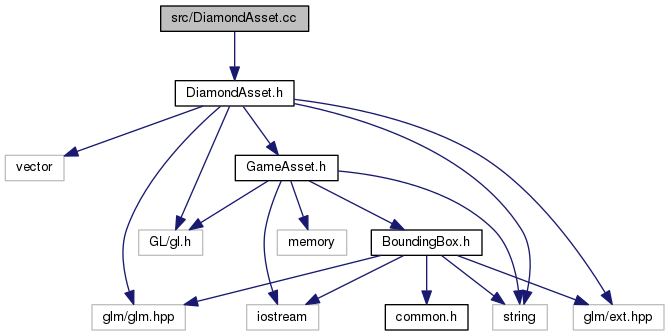 src/DiamondAsset.cc
DiamondAsset.h
vector
GameAsset.h
GL/gl.h
memory
BoundingBox.h
glm/glm.hpp
iostream
common.h
string
glm/ext.hpp